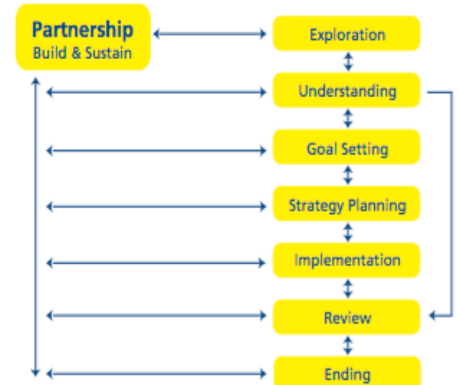 Partnership
Build & Sustain
Exploration
Understanding
Goal Setting
Strategy Planning
Implementation
Review
Ending